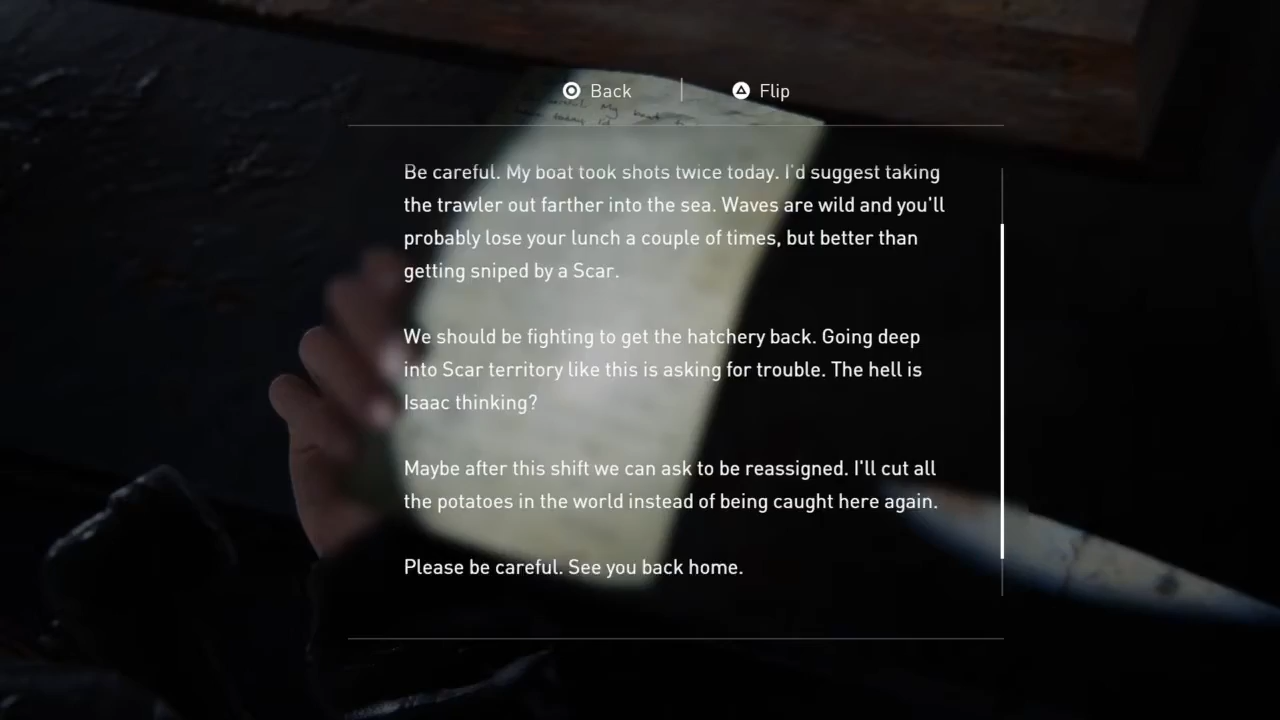 Back
Flip
Be careful. My boat took shots twice today. I'd suggest taking
the trawler out farther into the sea. Waves are wild and you'll
probably lose your lunch a couple of times, but better than
getting sniped by a Scar.
We should be fighting to get the hatchery back. Going deep
into Scar territory like this is asking for trouble. The hell is
Isaac thinking?
Maybe after this shift we can ask to be reassigned. I'll cut all
the potatoes in the world instead of being caught here again.
Please be careful. See you back home.